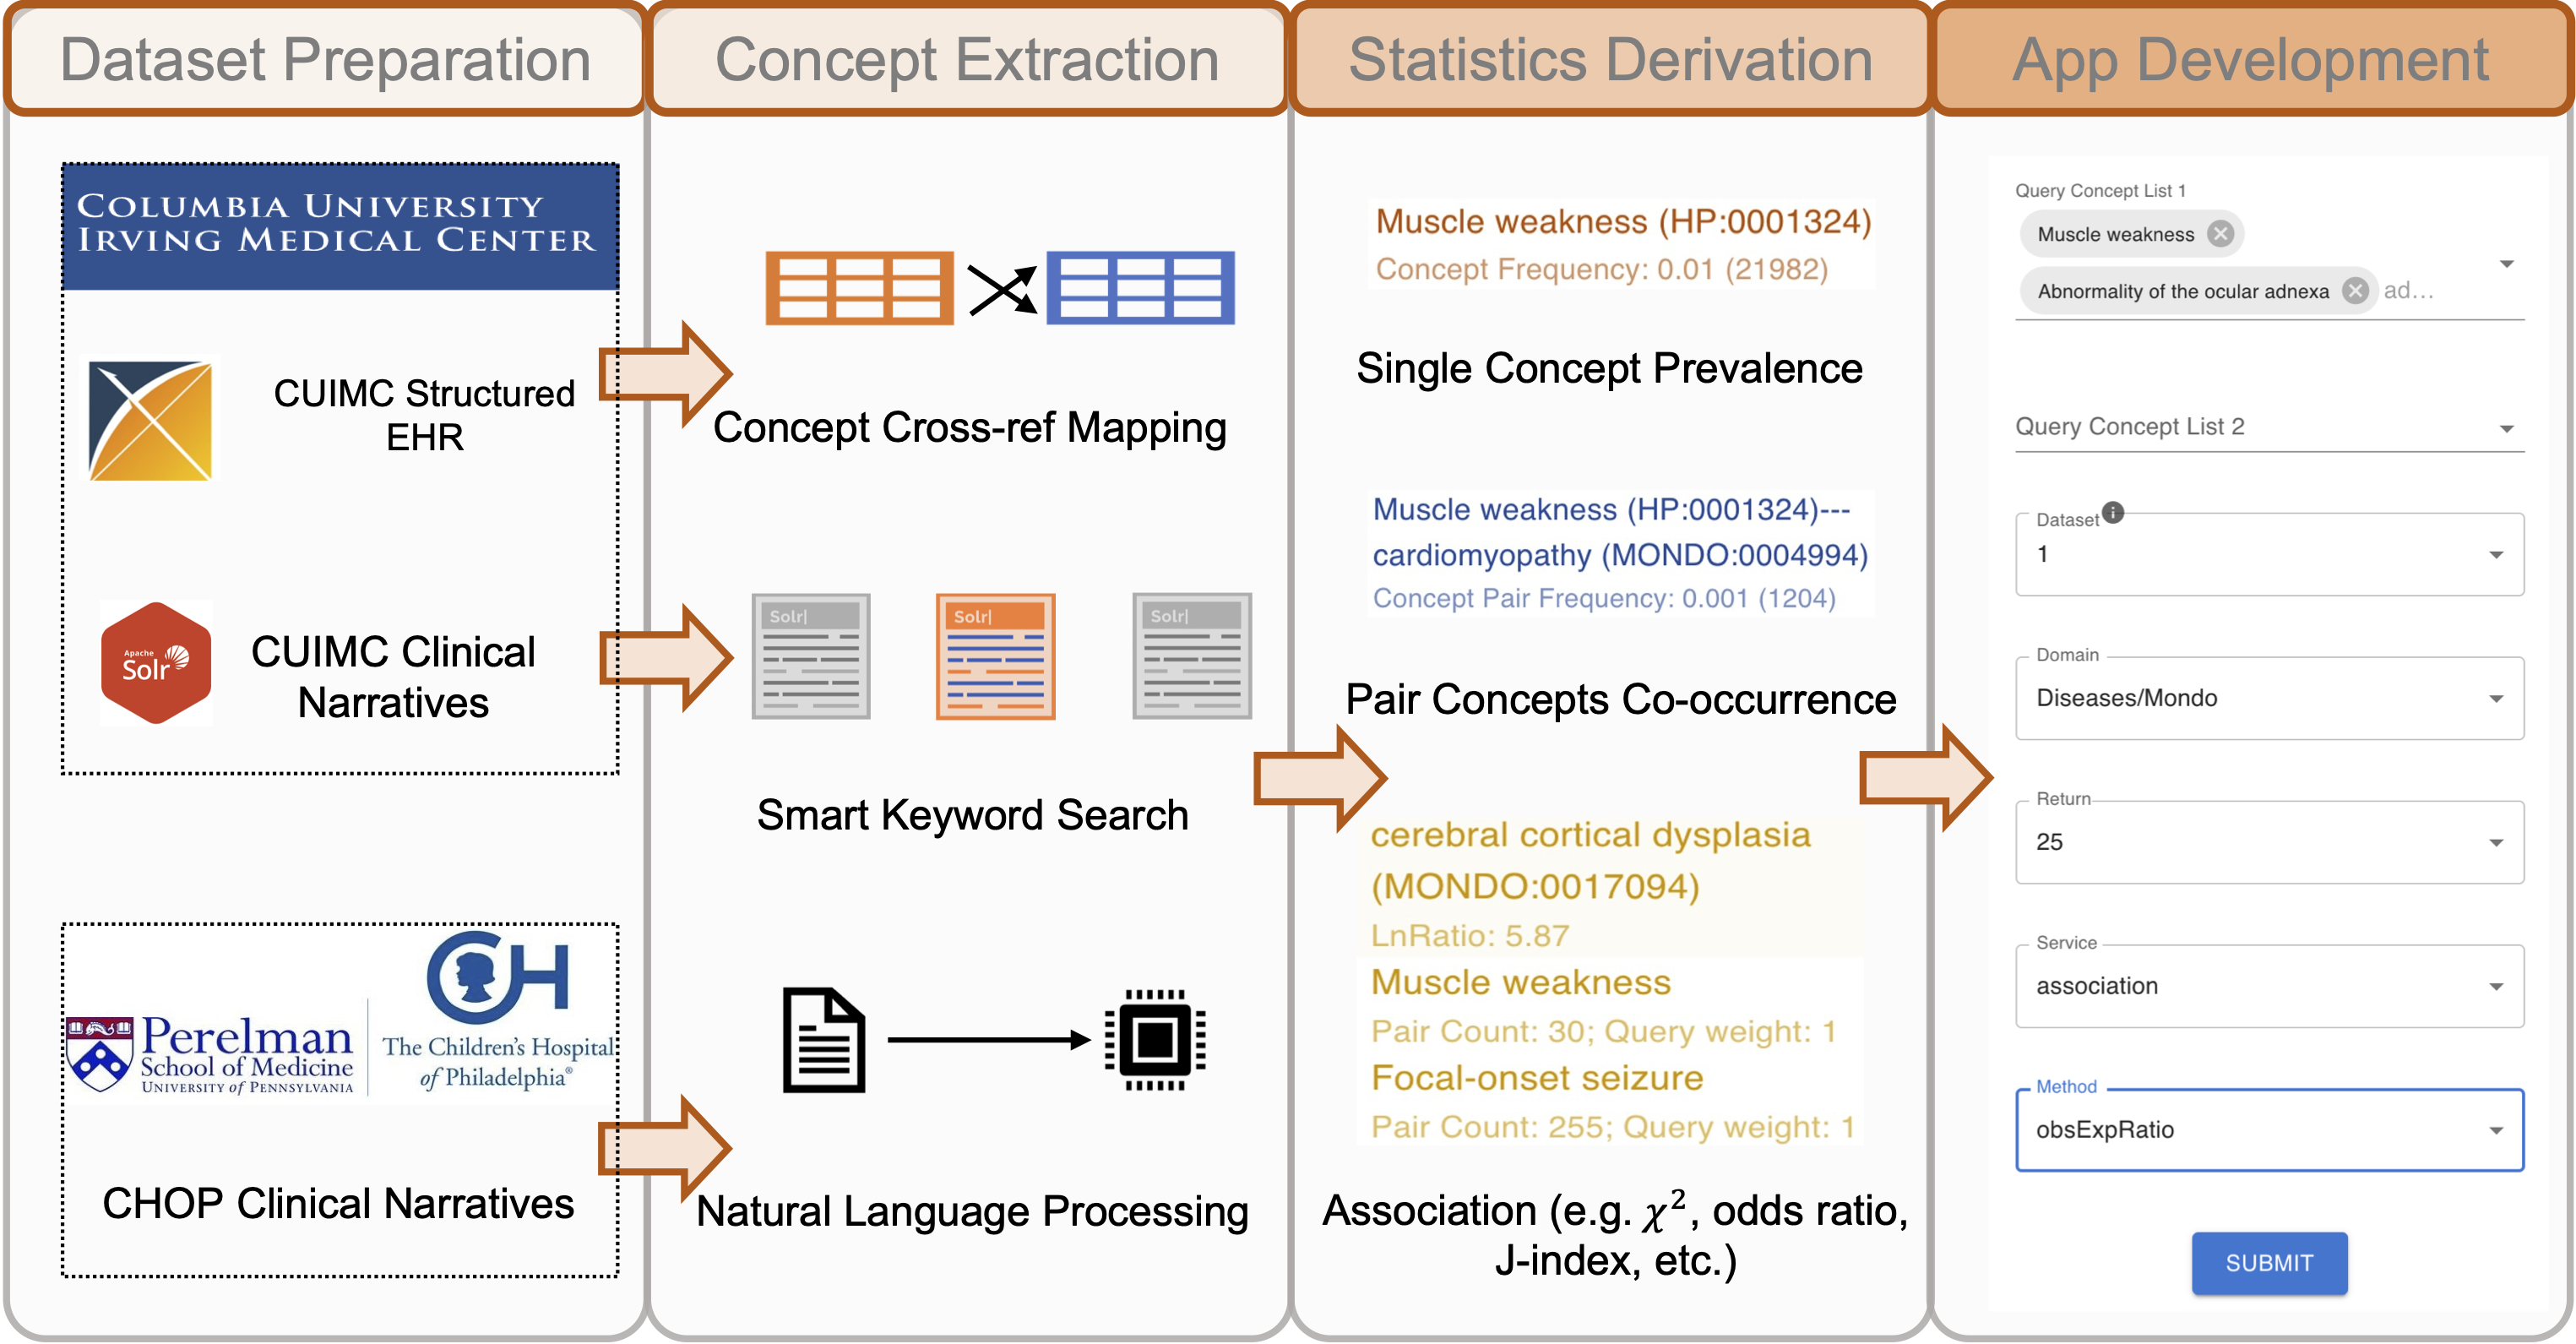 Dataset Preparation
COLUMBIA UNIVERSITY
IRVING MEDICAL CENTER
CUIMC Structured
EHR
Apache
Solr
CUIMC Clinical
Narratives
CH
Perelman
School of Medicine
UNIVERSITY of PENNSYLVANIA
The Children's Hospital
of Philadelphia®
CHOP Clinical Narratives
Concept Extraction
Concept Cross-ref Mapping
Solr|
Solr|
Solr|
Smart Keyword Search
Natural Language Processing
Statistics Derivation
Muscle weakness (HP:0001324)
Concept Frequency: 0.01 (21982)
Single Concept Prevalence
Muscle weakness (HP:0001324)---
cardiomyopathy (MONDO:0004994)
Concept Pair Frequency: 0.001 (1204)
Pair Concepts Co-occurrence
cerebral cortical dysplasia
(MONDO:0017094)
LnRatio: 5.87
Muscle weakness
Pair Count: 30; Query weight: 1
Focal-onset seizure
Pair Count: 255; Query weight: 1
Association (e.g. χ², odds ratio,
J-index, etc.)
App Development
Query Concept List 1
Muscle weakness
Abnormality of the ocular adnexa ad...
Query Concept List 2
Dataset
1
Domain
Diseases/Mondo
Return
25
Service
association
Method
obsExpRatio
SUBMIT